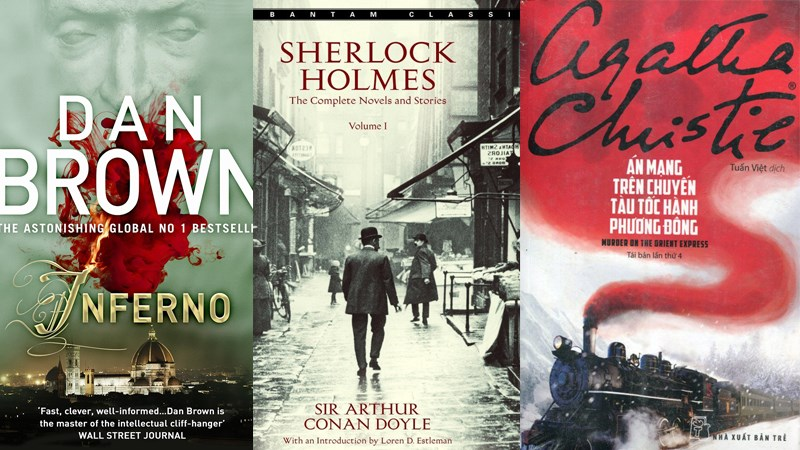 DAN
BROWN
THE ASTONISHING GLOBAL NO 1 BESTSELL
INFERNO
'Fast, clever, well-informed...Dan Brown is
the master of the intellectual cliff-hanger'
WALL STREET JOURNAL
BANTAM CLASSI
SHERLOCK
HOLMES
The Complete Novels and Stories
Volume I
SIR ARTHUR
CONAN DOYLE
With an Introduction by Loren D. Estleman
Agatha
Christie®
Tuấn Việt dịch
ÁN MẠNG
TRÊN CHUYẾN
TÀU TỐC HÀNH
PHƯƠNG ĐÔNG
MURDER ON THE ORIENT EXPRESS
Tái bản lần thứ 4
NHÀ XUẤT BẢN TRẺ